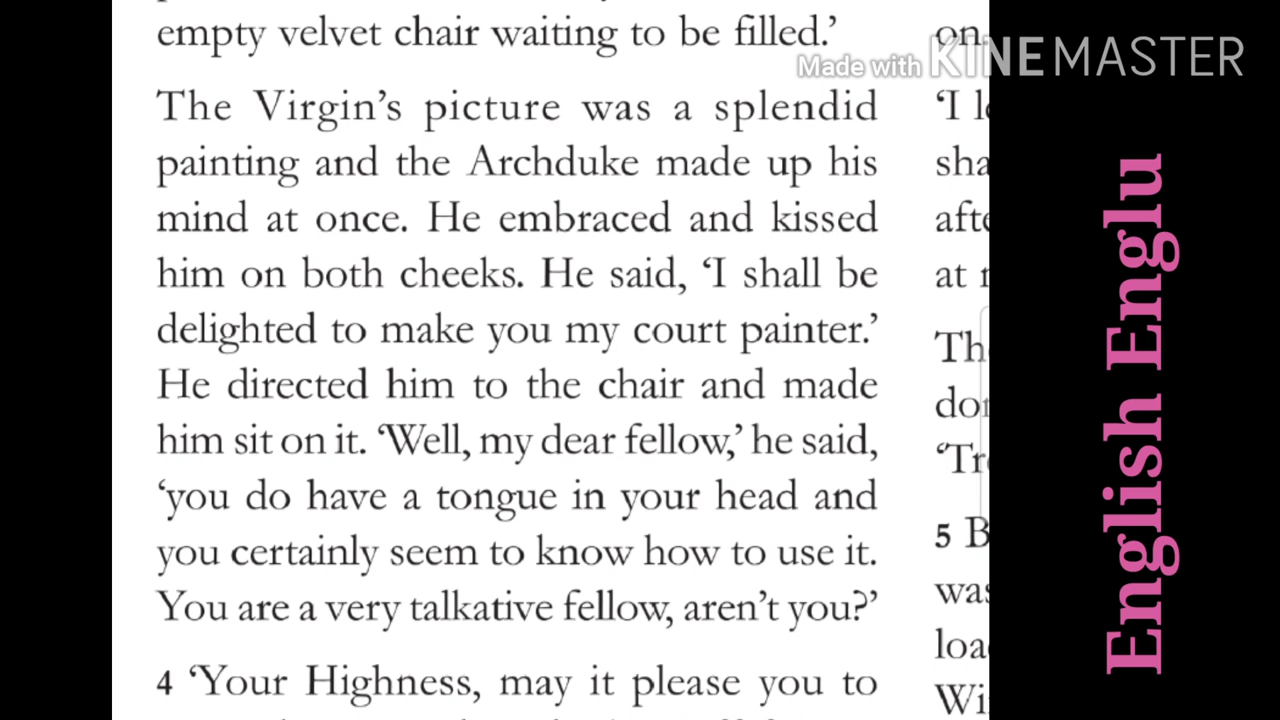 empty velvet chair waiting to be filled.’
The Virgin’s picture was a splendid
painting and the Archduke made up his
mind at once. He embraced and kissed
him on both cheeks. He said, ‘I shall be
delighted to make you my court painter.’
He directed him to the chair and made
him sit on it. ‘Well, my dear fellow,’ he said,
‘you do have a tongue in your head and
you certainly seem to know how to use it.
You are a very talkative fellow, aren’t you?’
4 ‘Your Highness, may it please you to
on
‘I
at
5
Made with KINEMASTER
English Englu